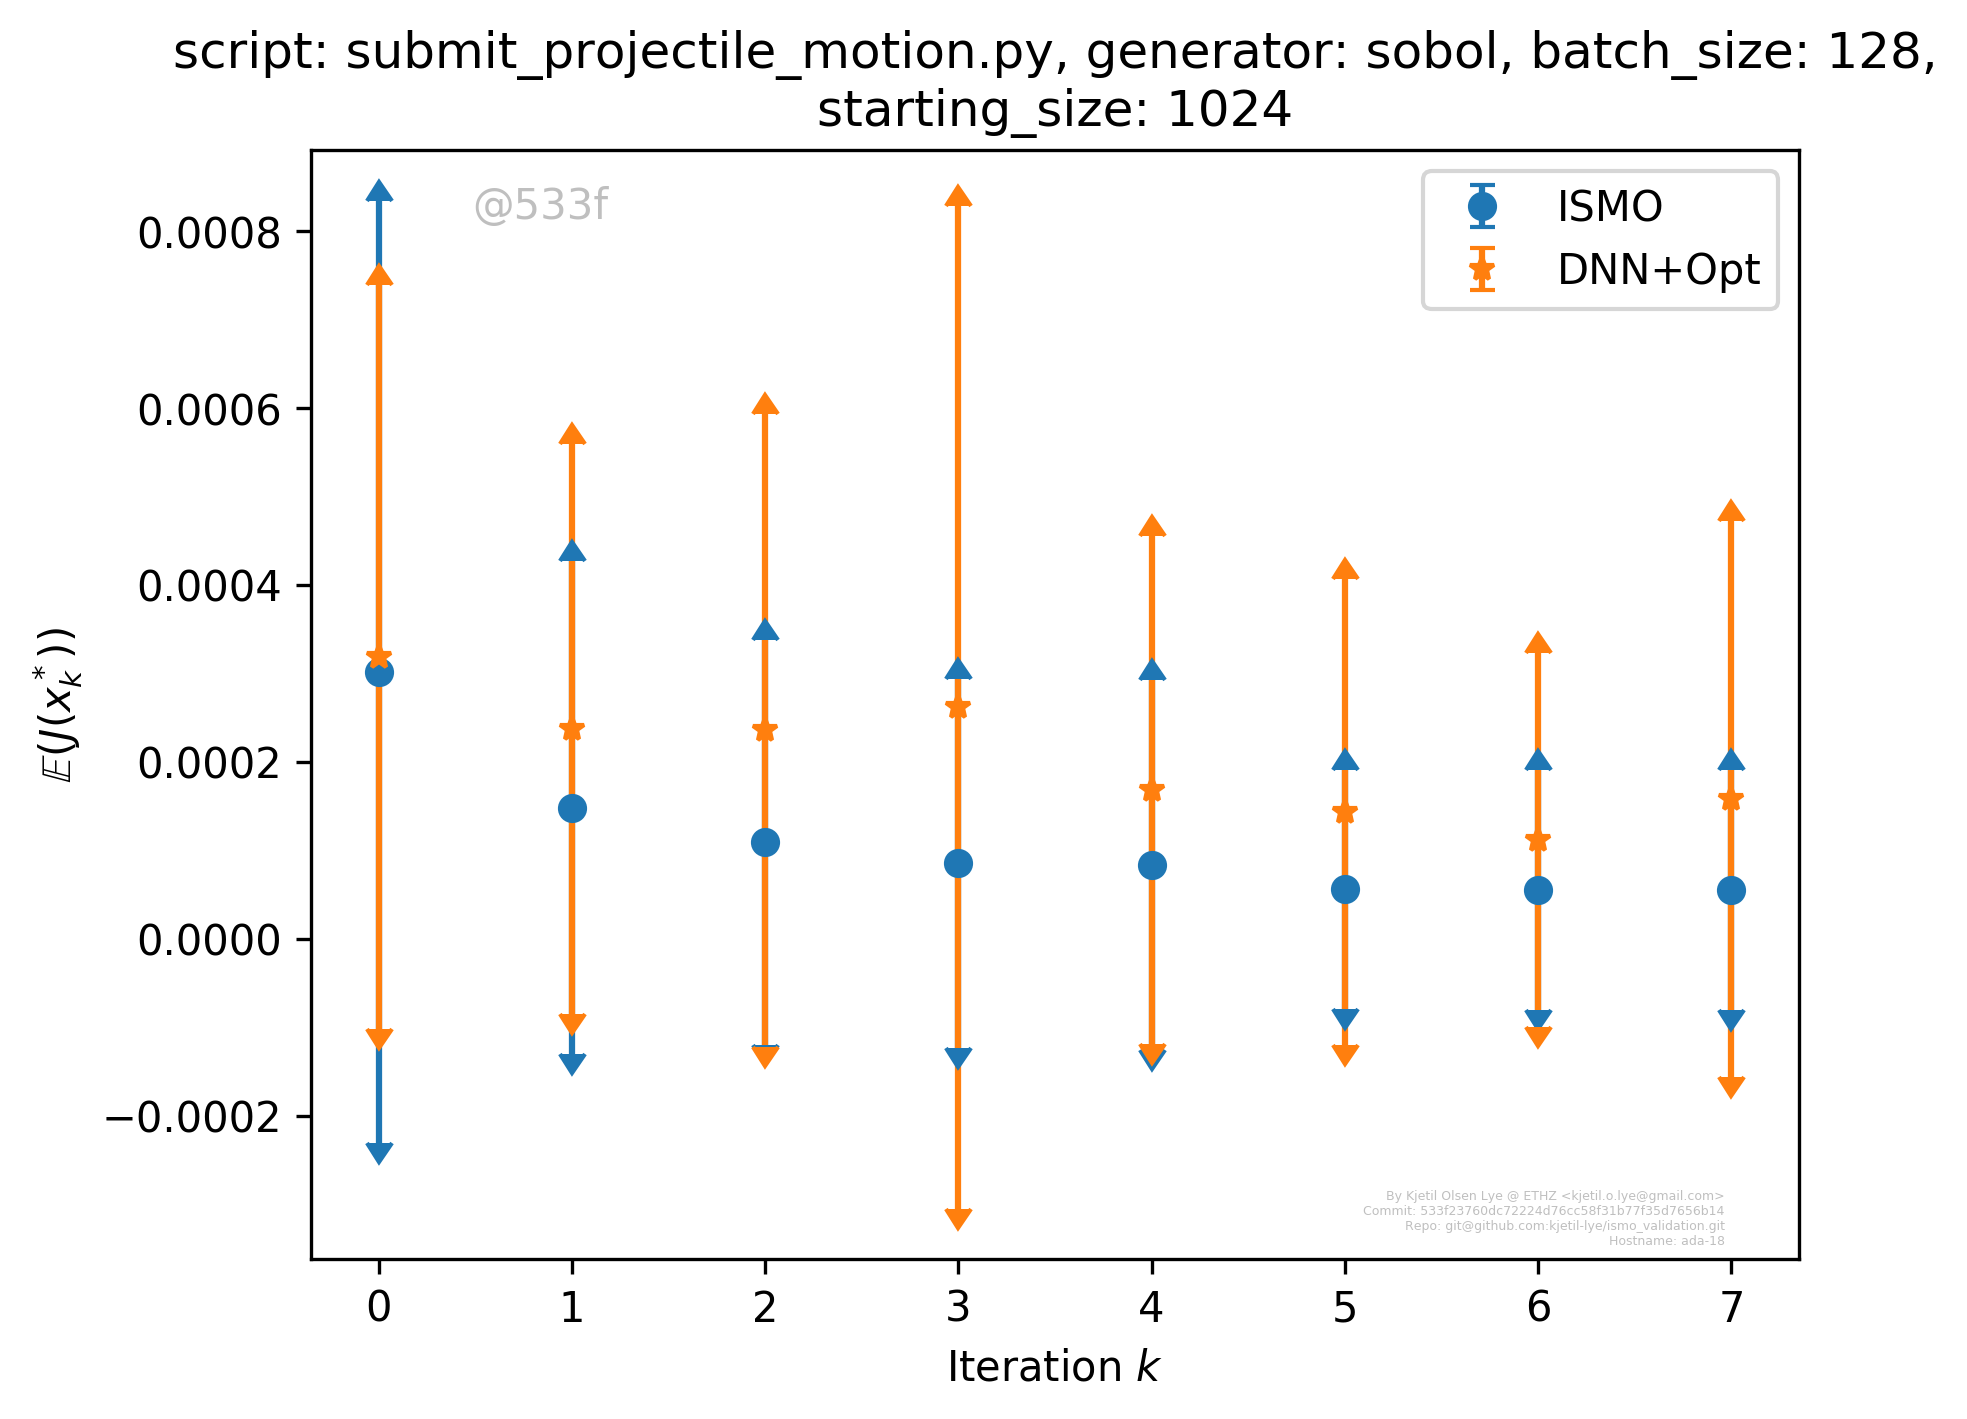 script: submit_projectile_motion.py, generator: sobol, batch_size: 128,
starting_size: 1024
@533f
ISMO
DNN+Opt
0.0008
0.0006
0.0004
0.0002
0.0000
−0.0002
𝔼(J(x*k))
0
1
2
3
4
5
6
7
Iteration k
By Kjetil Olsen Lye @ ETHZ <kjetil.o.lye@gmail.com>
Commit: 533f23760dc72224d76cc58f31b77f35d7656b14
Repo: git@github.com:kjetil-lye/ismo_validation.git
Hostname: ada-18